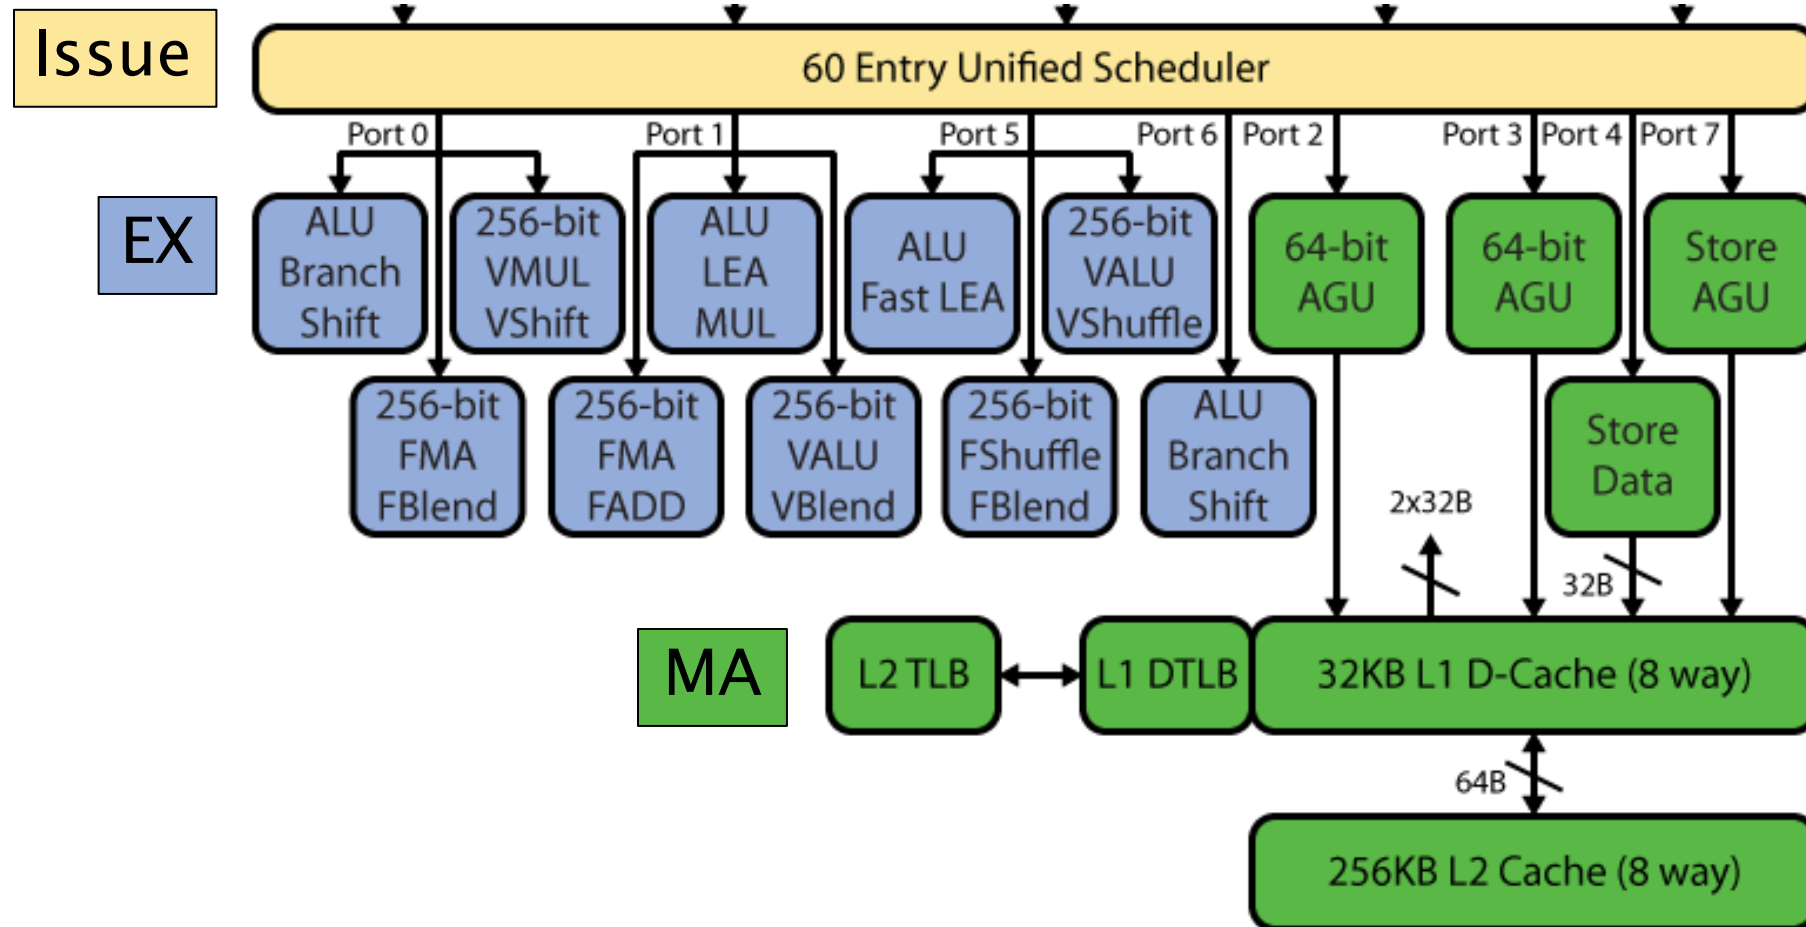 Issue
60 Entry Unified Scheduler
Port 0
Port 1
Port 5
Port 6
Port 2
Port 3
Port 4
Port 7
EX
ALU
Branch
Shift
256-bit
VMUL
VShift
ALU
LEA
MUL
ALU
Fast LEA
256-bit
VALU
VShuffle
64-bit
AGU
64-bit
AGU
Store
AGU
256-bit
FMA
FBlend
256-bit
FMA
FADD
256-bit
VALU
VBlend
256-bit
FShuffle
FBlend
ALU
Branch
Shift
Store
Data
2x32B
32B
MA
L2 TLB
L1 DTLB
32KB L1 D-Cache (8 way)
64B
256KB L2 Cache (8 way)